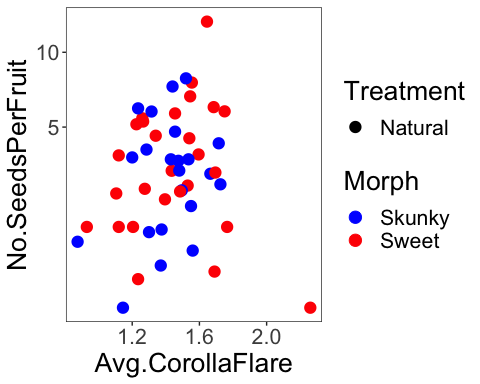 No.SeedsPerFruit
10
5
1.2 1.6 2.0
Avg.CorollaFlare
Treatment
Natural
Morph
Skunky
Sweet